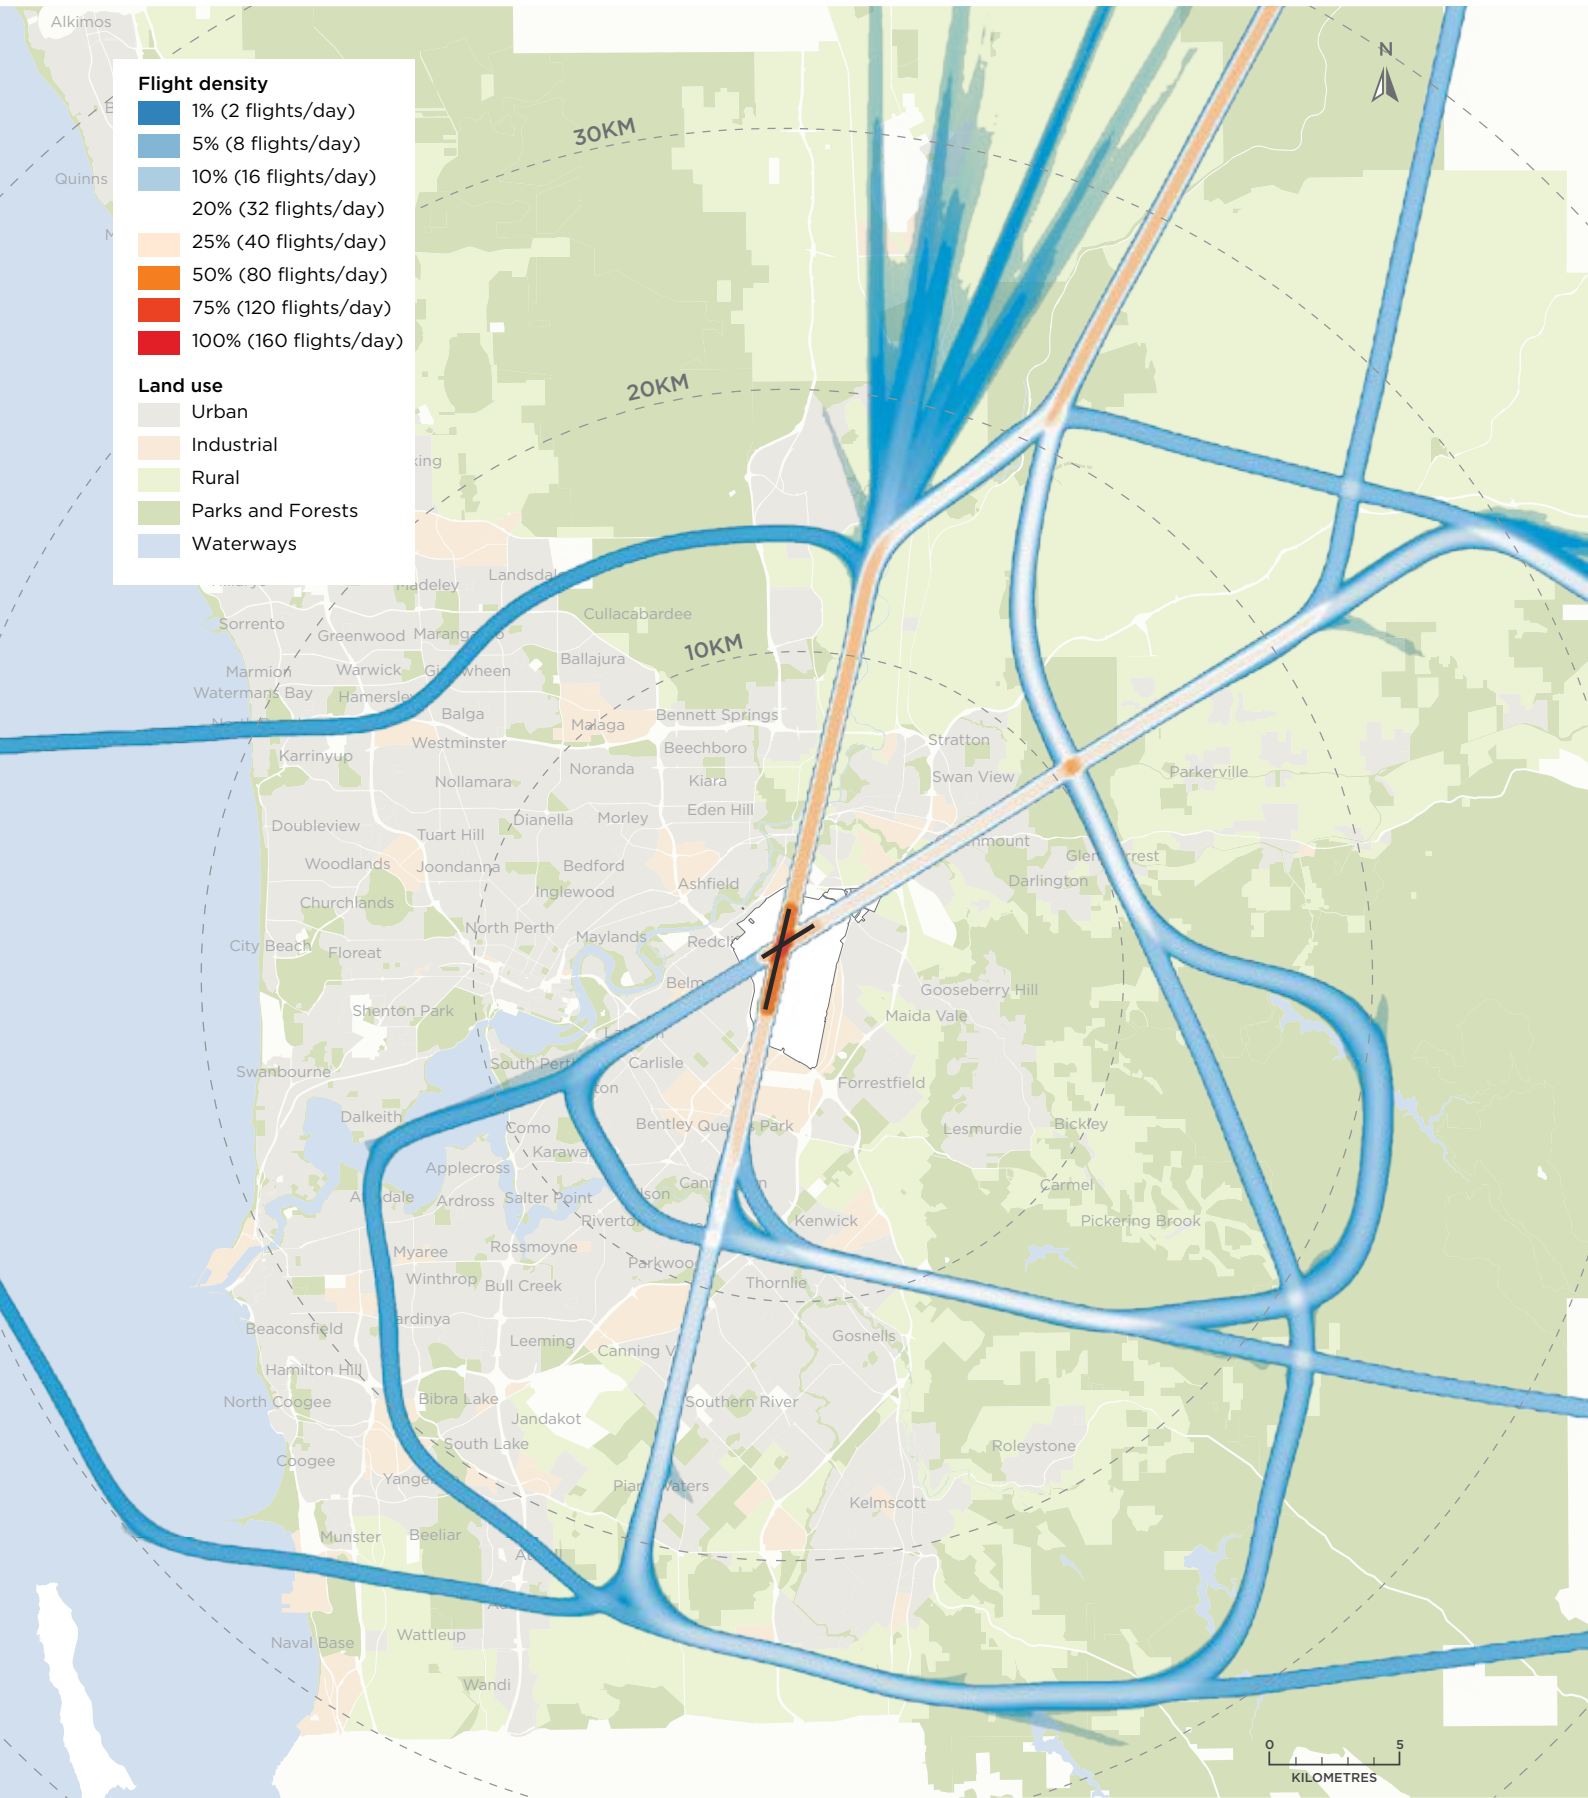 Alkimos
N
Flight density
1% (2 flights/day)
5% (8 flights/day)
10% (16 flights/day)
20% (32 flights/day)
25% (40 flights/day)
50% (80 flights/day)
75% (120 flights/day)
100% (160 flights/day)
Land use
Urban
Industrial
Rural
Parks and Forests
Waterways
30KM
Quinns
20KM
10KM
Madeley
Landsdal
Cullacabardee
Sorrento
Greenwood
Ballajura
Marmion
Warwick
Watermans Bay
Hamersley
Balga
Malaga
Bennett Springs
Karrinyup
Westminster
Beechboro
Stratton
Nollamara
Noranda
Kiara
Swan View
Parkerville
Doubleview
Tuart Hill
Dianella
Morley
Eden Hill
Woodlands
Joondanna
Bedford
Ashfield
Darlington
Churchlands
Inglewood
City Beach
Floreat
North Perth
Maylands
Gooseberry Hill
Maida Vale
Shenton Park
Swanbourne
South Perth
Carlisle
Forrestfield
Dalkeith
Como
Bentley
Queens Park
Lesmurdie
Bickley
Applecross
Ardross
Salter Point
Carmel
Kenwick
Pickering Brook
Myaree
Rossmoyne
Winthrop
Bull Creek
Thornlie
Beaconsfield
Leeming
Gosnells
Hamilton Hill
North Coogee
Bibra Lake
Jandakot
Southern River
Coogee
South Lake
Roleystone
Kelmscott
Munster
Beeliar
Naval Base
Wattleup
Wandi
0 5
KILOMETRES